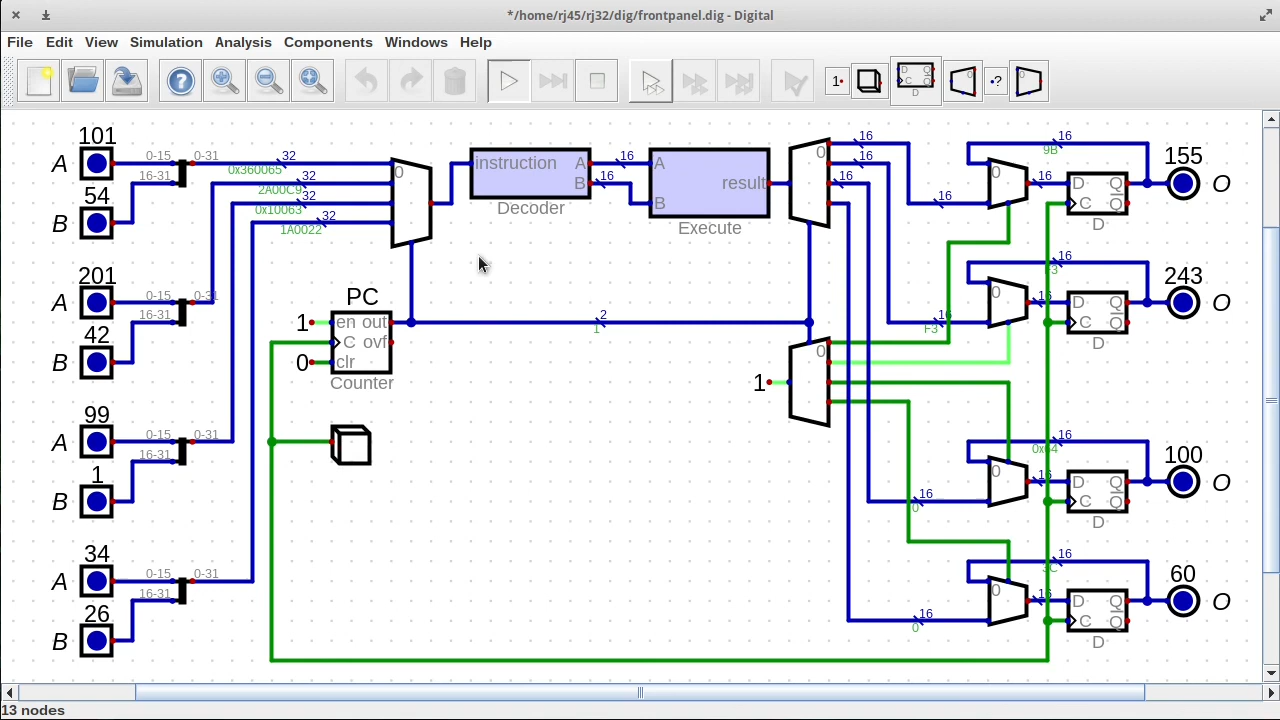 */home/rj45/rj32/dig/frontpanel.dig - Digital
File Edit View Simulation Analysis Components Windows Help
? 1 D Q C Q D 0 ·? 0
101
A 0-15 0-31 32
0x360065
16-31
54
B
32
2A00C9
32
0x10063
32
1A0022
0
instruction A
B
Decoder
16
16
A
B result
Execute
0
16
16
16
201
A 0-15 0-31
16-31
42
B
PC
1 en out
C ovf
0 clr
Counter
2
1
0
1
99
A 0-15 0-31
16-31
1
B
34
A 0-15 0-31
16-31
26
B
16
9B
155
0 16 D Q O
16 C Q
D
16
F3
243
0 16 D Q O
16
F3
C Q
D
16
0x64
100
0 16 D Q O
16
0
C Q
D
16
3C
60
0 16 D Q O
16
0
C Q
D
13 nodes